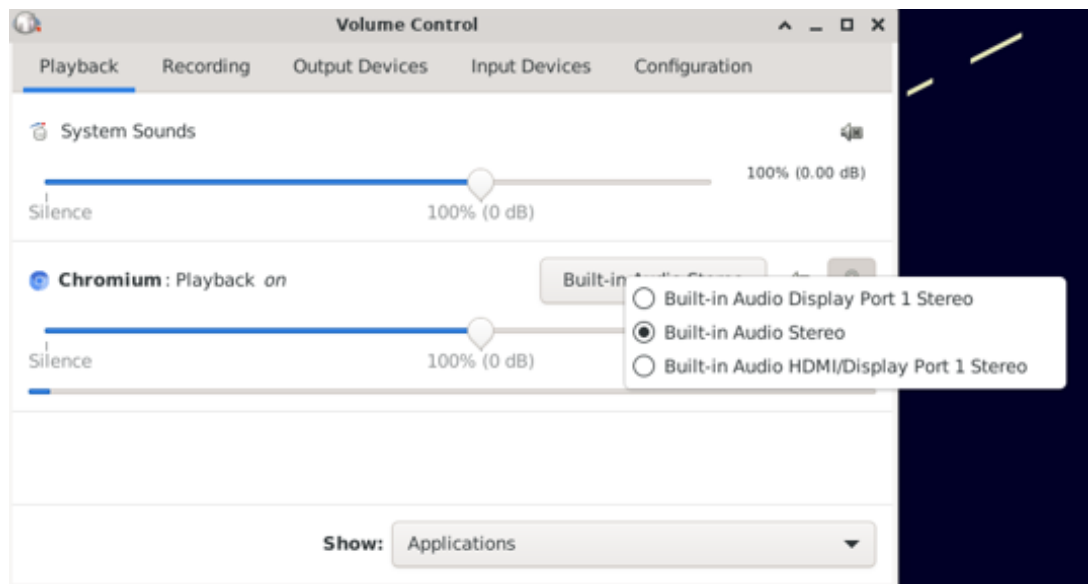 Volume Control
Playback Recording Output Devices Input Devices Configuration
System Sounds
100% (0.00 dB)
Silence 100% (0 dB)
Chromium : Playback on
Built-in Audio Stereo
Built-in Audio Display Port 1 Stereo
Built-in Audio Stereo
Built-in Audio HDMI/Display Port 1 Stereo
Silence 100% (0 dB)
Show: Applications